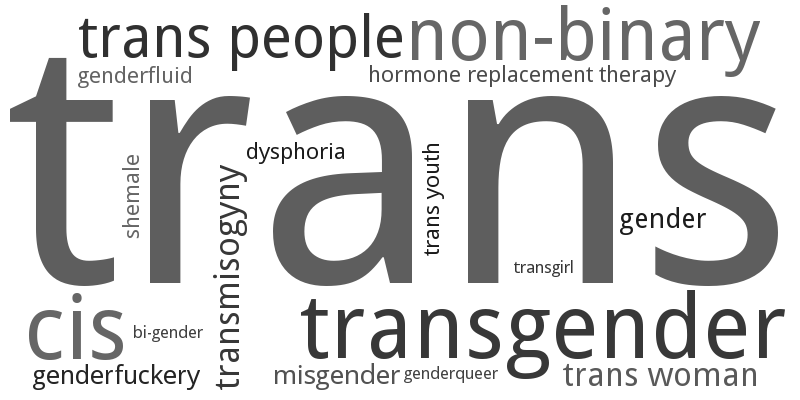 trans people
non-binary
genderfluid
hormone replacement therapy
trans
dysphoria
shemale
transmisogyny
trans youth
gender
transgirl
cis
bi-gender
transgender
genderfuckery
misgender
genderqueer
trans woman